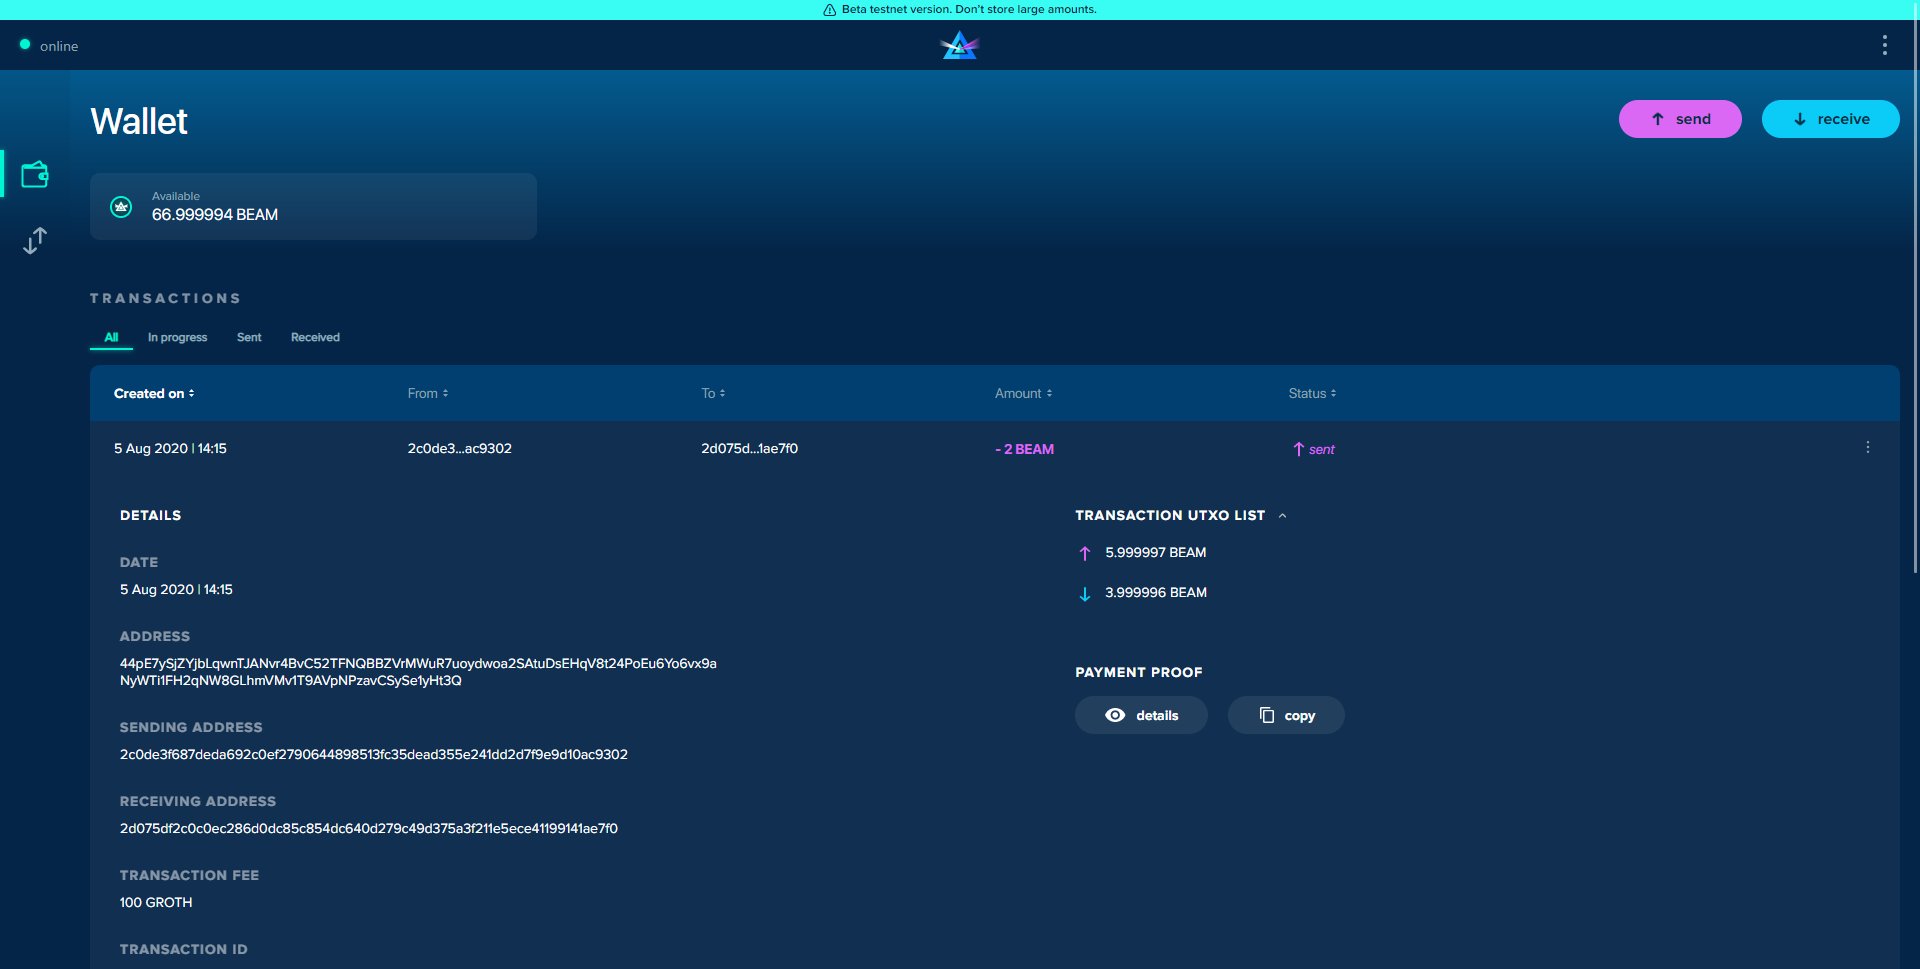 Beta testnet version. Don't store large amounts.
online
Wallet
send
receive
Available
66.999994 BEAM
TRANSACTIONS
All In progress Sent Received
Created on From To Amount Status
5 Aug 2020 | 14:15 2c0de3...ac9302 2d075d...1ae7f0 - 2 BEAM sent
DETAILS
DATE
5 Aug 2020 | 14:15
ADDRESS
44pE7ySjZYjbLqwnTJANvr4BvC52TFNQBBZVrMWuR7uoydwoa2SAtuDsEHqV8t24PoEu6Yo6vx9a
NyWTi1FH2qNW8GLhmVMv1T9AVpNPzavCSySe1yHt3Q
SENDING ADDRESS
2c0de3f687deda692c0ef2790644898513fc35dead355e241dd2d7f9e9d10ac9302
RECEIVING ADDRESS
2d075df2c0c0ec286d0dc85c854dc640d279c49d375a3f211e5ece41199141ae7f0
TRANSACTION FEE
100 GROTH
TRANSACTION ID
TRANSACTION UTXO LIST
5.999997 BEAM
3.999996 BEAM
PAYMENT PROOF
details
copy